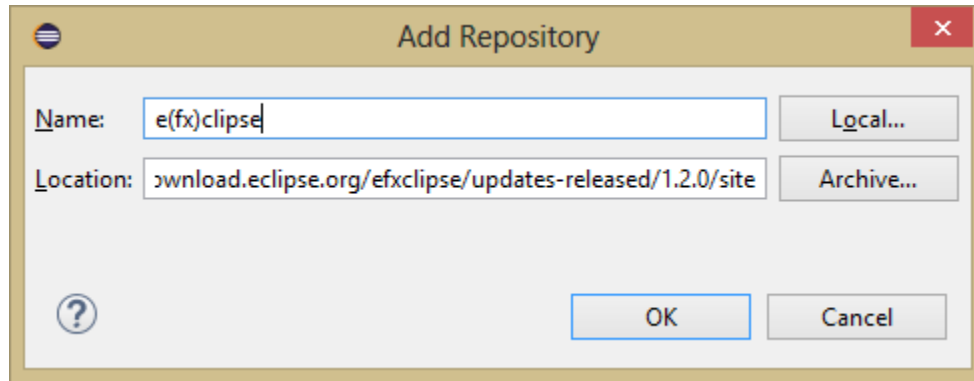 Add Repository
Name: e(fx)clipse Local...
Location: ownload.eclipse.org/efxclipse/updates-released/1.2.0/site Archive...
OK Cancel